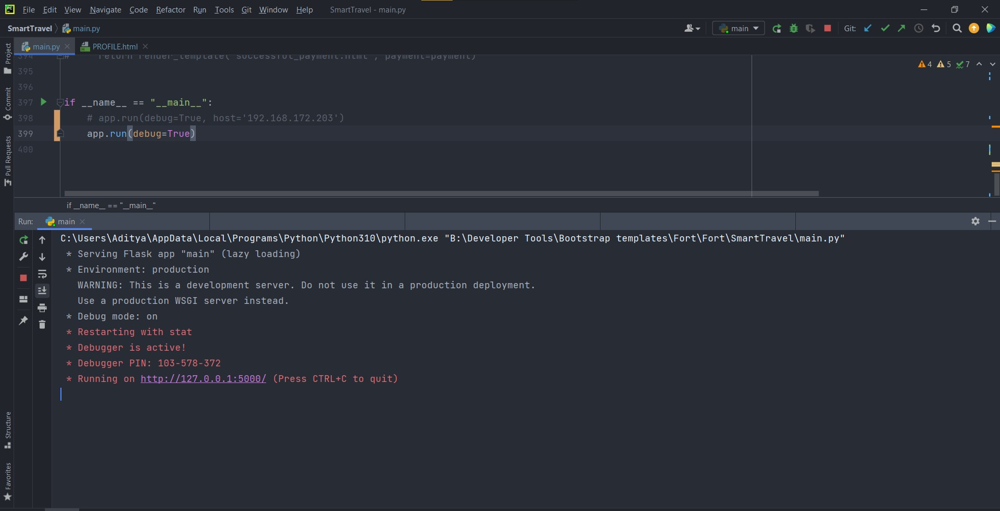 File Edit View Navigate Code Refactor Run Tools Git Window Help SmartTravel - main.py
SmartTravel main.py main Git:
main.py PROFILE.html
Project
Commit
Pull Requests
Structure
Favorites
394 # return render_template('successful_payment.html', payment=payment)
4 5 7
395
396
397 if __name__ == "__main__":
398 # app.run(debug=True, host='192.168.172.203')
399 app.run(debug=True)
400
if __name__ == "__main__"
Run: main
C:\Users\Aditya\AppData\Local\Programs\Python\Python310\python.exe "B:\Developer Tools\Bootstrap templates\Fort\Fort\SmartTravel\main.py"
* Serving Flask app "main" (lazy loading)
* Environment: production
WARNING: This is a development server. Do not use it in a production deployment.
Use a production WSGI server instead.
* Debug mode: on
* Restarting with stat
* Debugger is active!
* Debugger PIN: 103-578-372
* Running on http://127.0.0.1:5000/ (Press CTRL+C to quit)